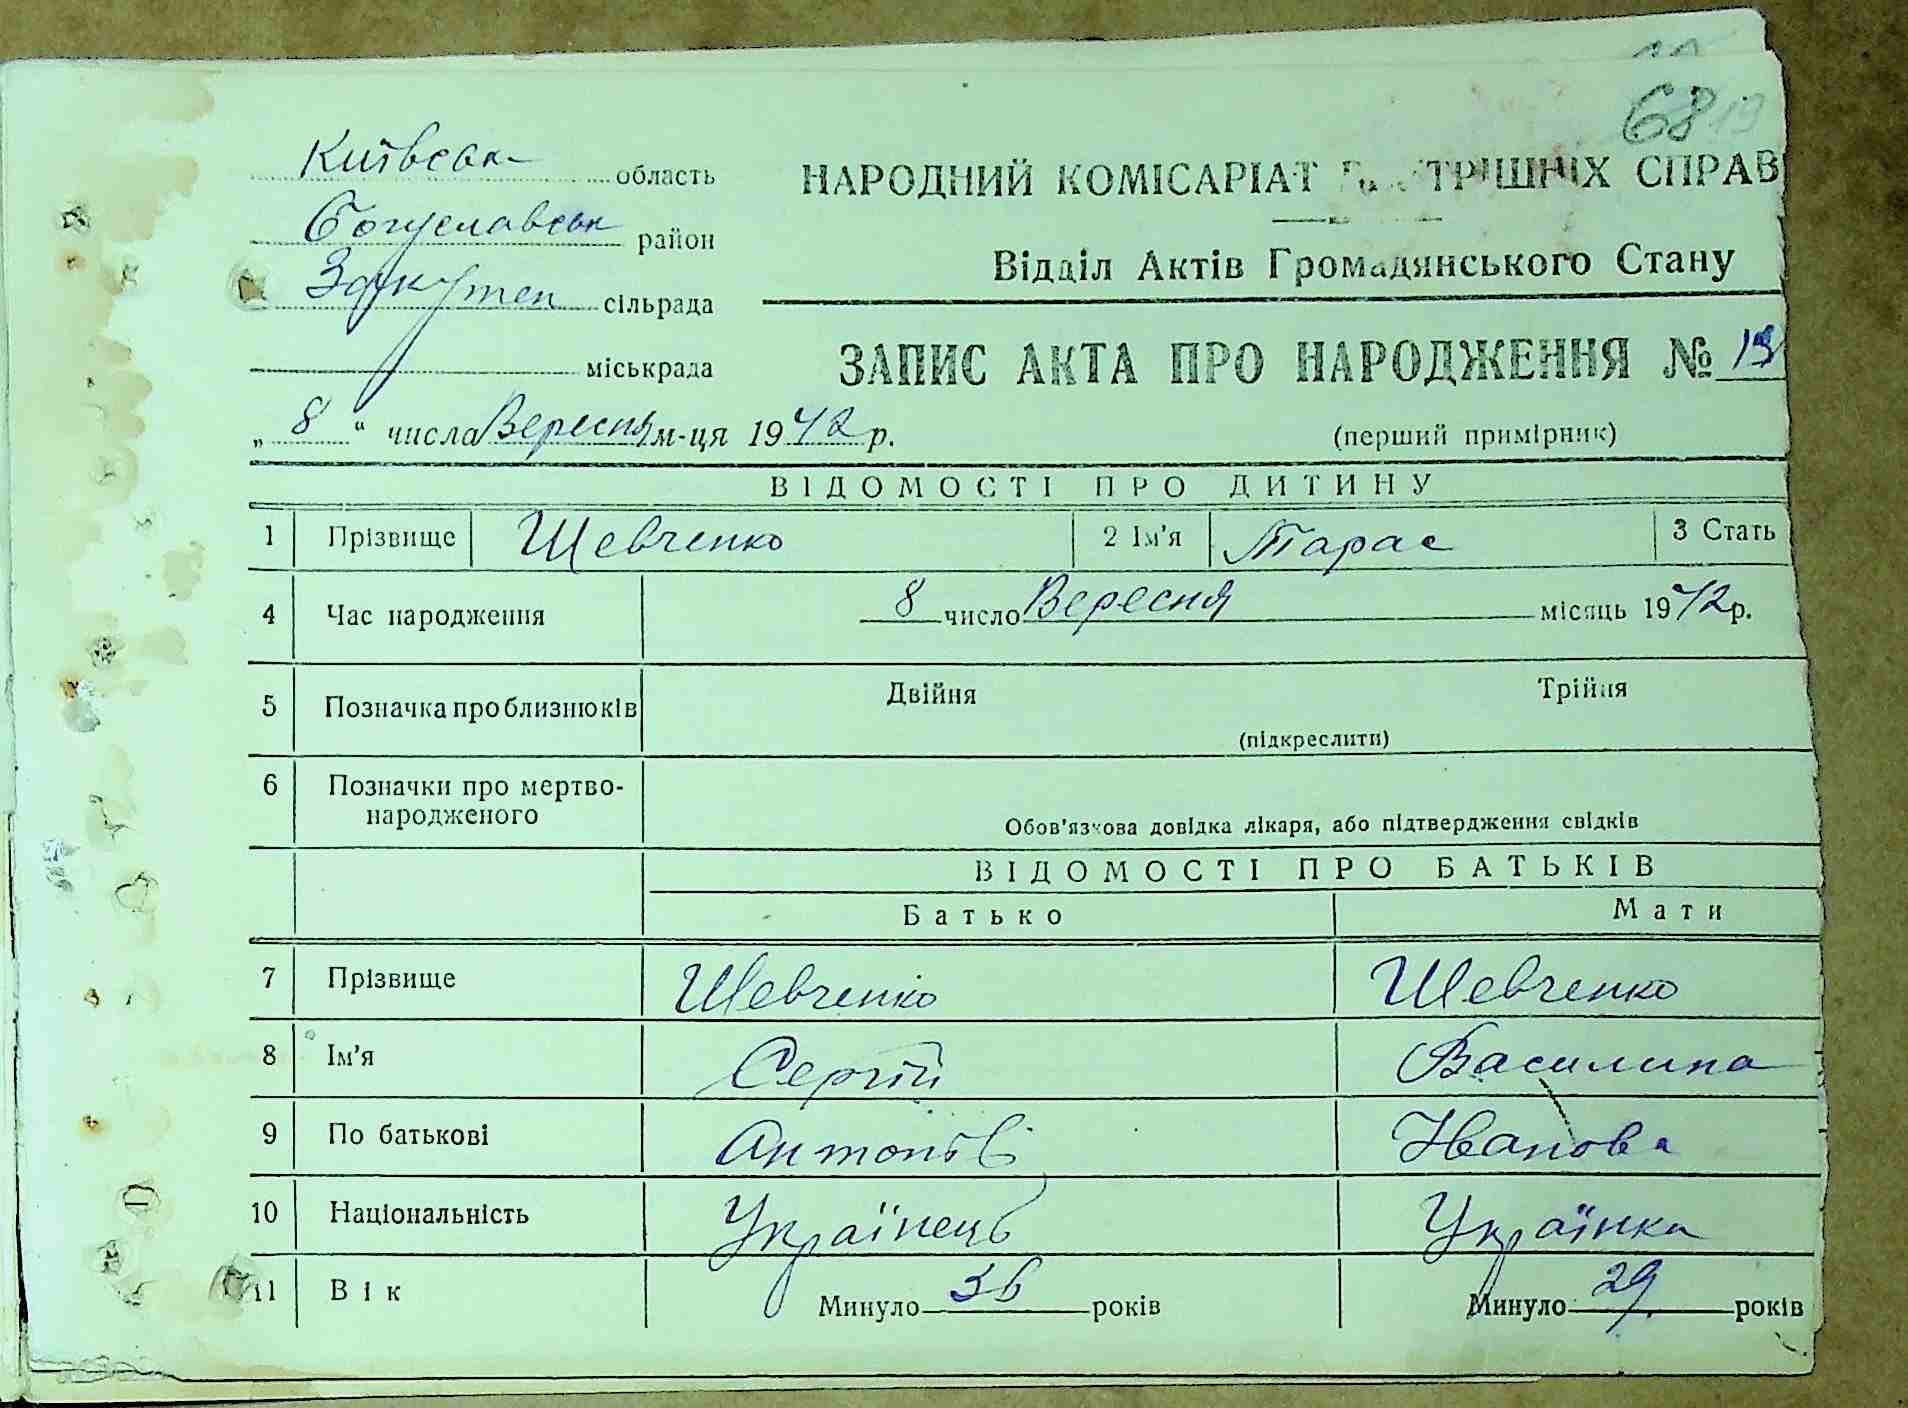 68
Київськ область
Богуславськ район
сільрада
міськрада
НАРОДНИЙ КОМІСАРІАТ СПРАВ
Відділ Актів Громадянського Стану
ЗАПИС АКТА ПРО НАРОДЖЕННЯ № 13
„ 8 “ числа Вересня м-ця 1942 р.
(перший примірник)
ВІДОМОСТІ ПРО ДИТИНУ
1 Прізвище Шевченко 2 Ім'я Тарас 3 Стать
4 Час народження 8 число Вересня місяць 1942 р.
5 Позначка про близнюків Двійня Трійня
(підкреслити)
6 Позначки про мертво-
народженого
Обов'язкова довідка лікаря, або підтвердження свідків
ВІДОМОСТІ ПРО БАТЬКІВ
Батько Мати
7 Прізвище Шевченко Шевченко
8 Ім'я Сергій Василина
9 По батькові Антонів Іванова
10 Національність Українець Українка
11 Вік Минуло 36 років Минуло 29 років